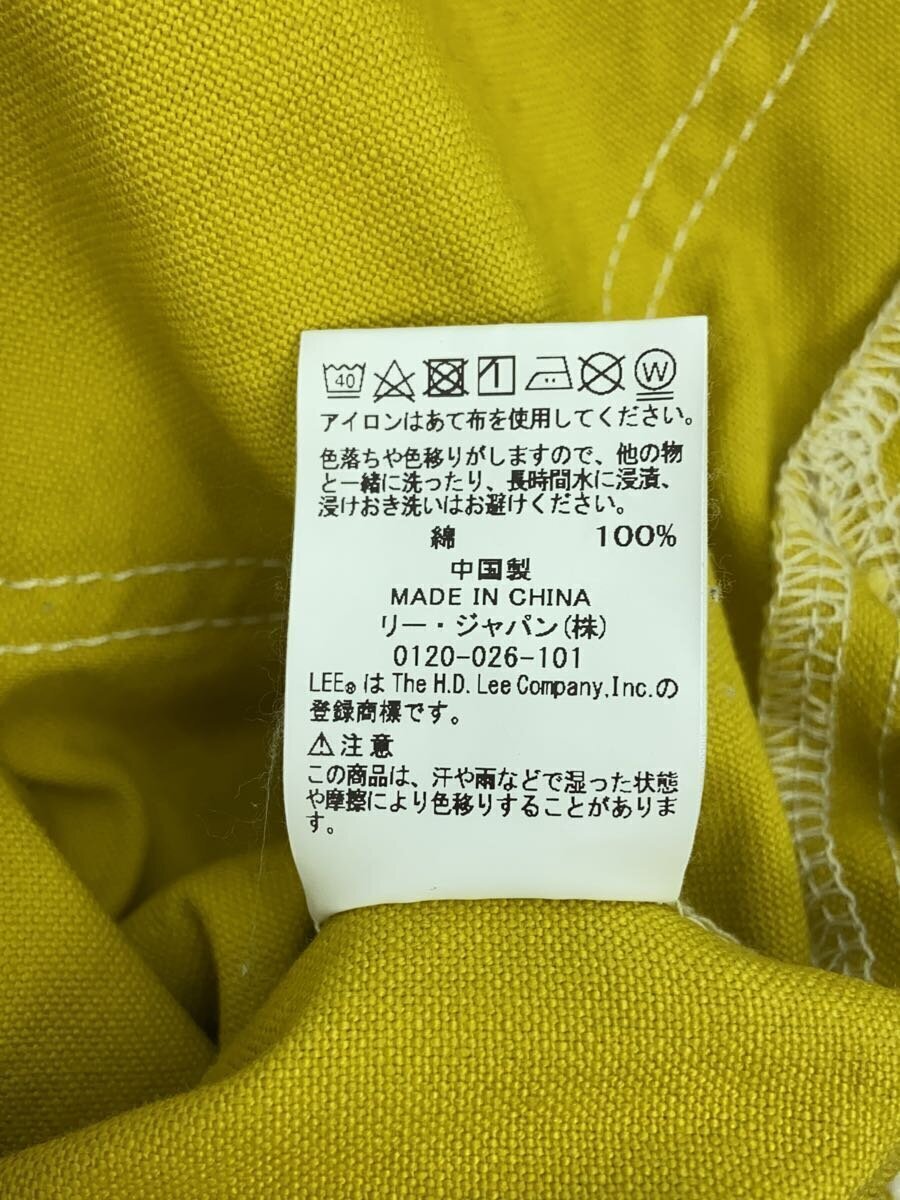 40 W
アイロンはあて布を使用してください。
色落ちや色移りがしますので、他の物
と一緒に洗ったり、長時間水に浸漬、
浸けおき洗いはお避けください。
綿 100%
中国製
MADE IN CHINA
リー・ジャパン(株)
0120-026-101
LEE®は The H.D. Lee Company,Inc.の
登録商標です。
⚠注意
この商品は、汗や雨などで湿った状態
や摩擦により色移りすることがありま
す。